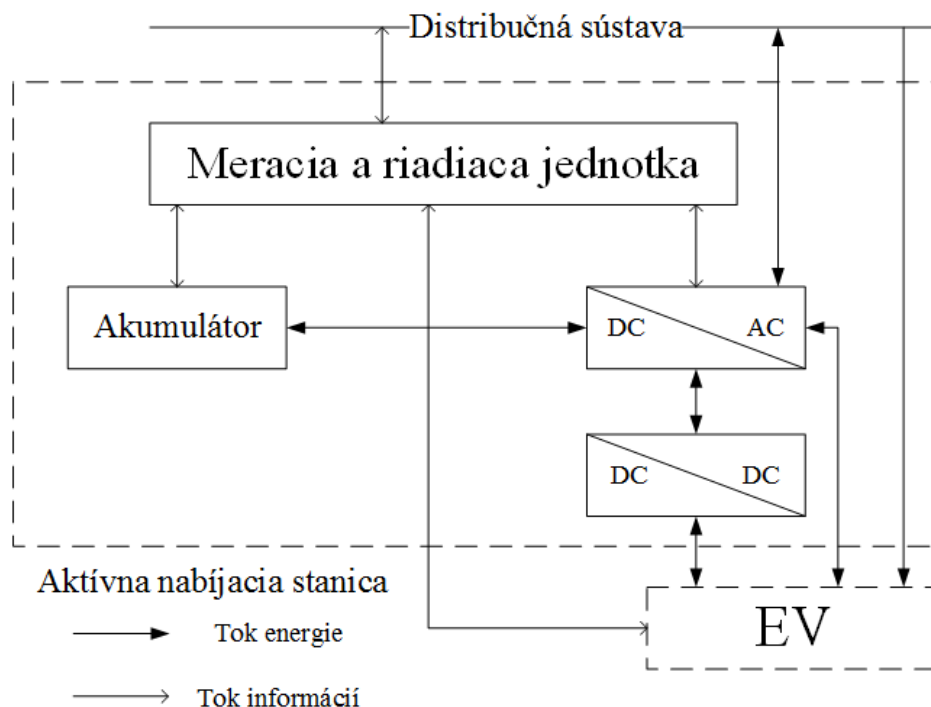 Distribučná sústava
Meracia a riadiaca jednotka
Akumulátor
DC
AC
DC
DC
Aktívna nabíjacia stanica
EV
Tok energie
Tok informácií